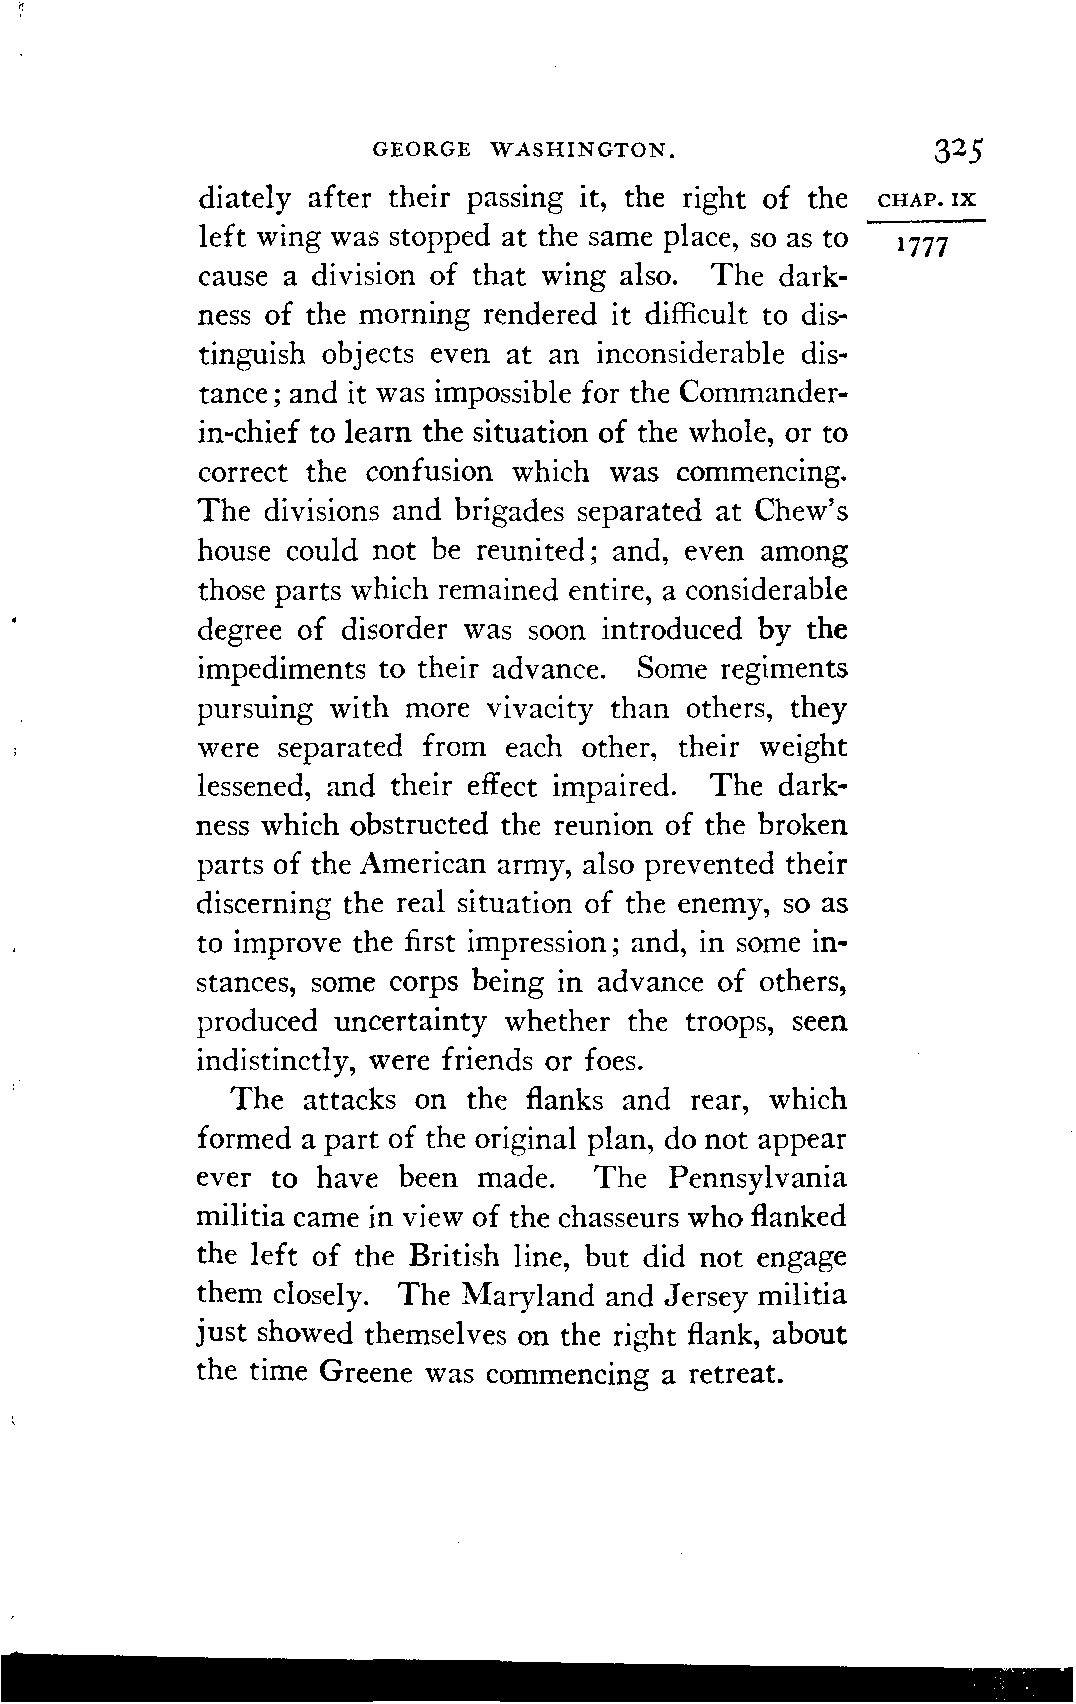 GEORGE WASHINGTON. 325
diately after their passing it, the right of the CHAP. IX
left wing was stopped at the same place, so as to 1777
cause a division of that wing also. The dark-
ness of the morning rendered it difficult to dis-
tinguish objects even at an inconsiderable dis-
tance; and it was impossible for the Commander-
in-chief to learn the situation of the whole, or to
correct the confusion which was commencing.
The divisions and brigades separated at Chew's
house could not be reunited; and, even among
those parts which remained entire, a considerable
degree of disorder was soon introduced by the
impediments to their advance. Some regiments
pursuing with more vivacity than others, they
were separated from each other, their weight
lessened, and their effect impaired. The dark-
ness which obstructed the reunion of the broken
parts of the American army, also prevented their
discerning the real situation of the enemy, so as
to improve the first impression; and, in some in-
stances, some corps being in advance of others,
produced uncertainty whether the troops, seen
indistinctly, were friends or foes.
The attacks on the flanks and rear, which
formed a part of the original plan, do not appear
ever to have been made. The Pennsylvania
militia came in view of the chasseurs who flanked
the left of the British line, but did not engage
them closely. The Maryland and Jersey militia
just showed themselves on the right flank, about
the time Greene was commencing a retreat.